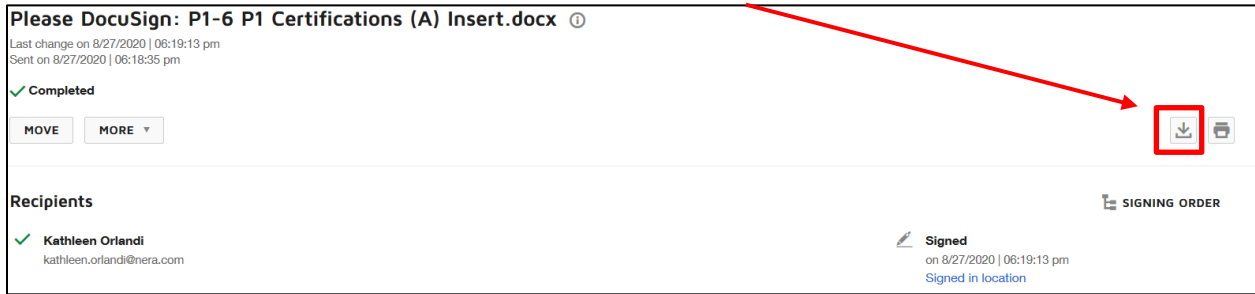 Please DocuSign: P1-6 P1 Certifications (A) Insert.docx
Last change on 8/27/2020 | 06:19:13 pm
Sent on 8/27/2020 | 06:18:35 pm
Completed
MOVE MORE
Recipients SIGNING ORDER
Kathleen Orlandi Signed
kathleen.orlandi@nera.com on 8/27/2020 | 06:19:13 pm
Signed in location